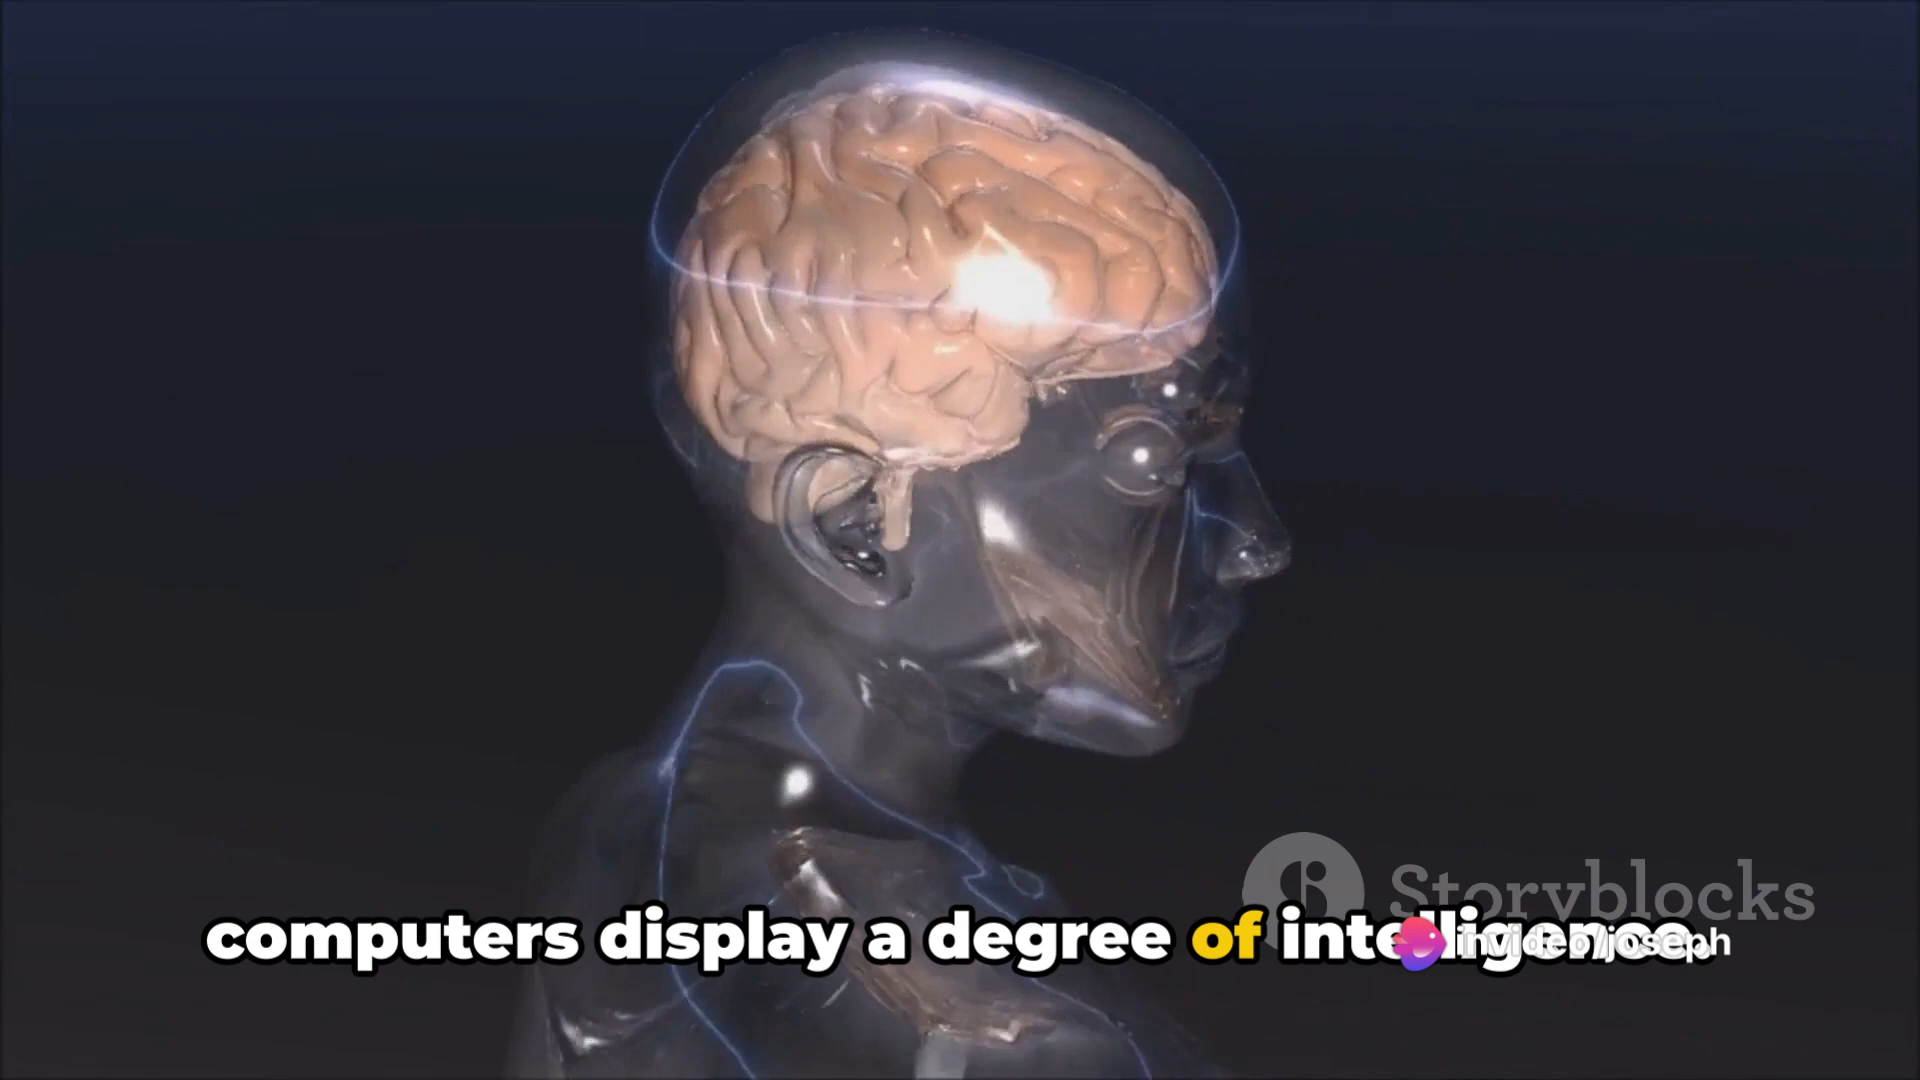 Storyblocks
computers display a degree of intelligence.
invideo/joseph